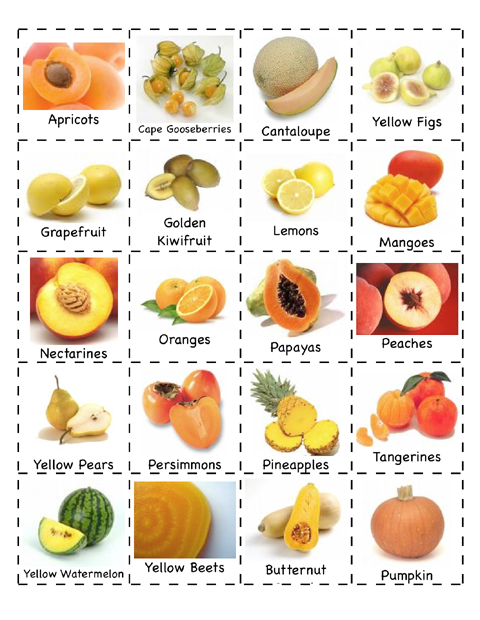 Apricots
Cape Gooseberries
Cantaloupe
Yellow Figs
Grapefruit
Golden
Kiwifruit
Lemons
Mangoes
Nectarines
Oranges
Papayas
Peaches
Yellow Pears
Persimmons
Pineapples
Tangerines
Yellow Watermelon
Yellow Beets
Butternut
Pumpkin